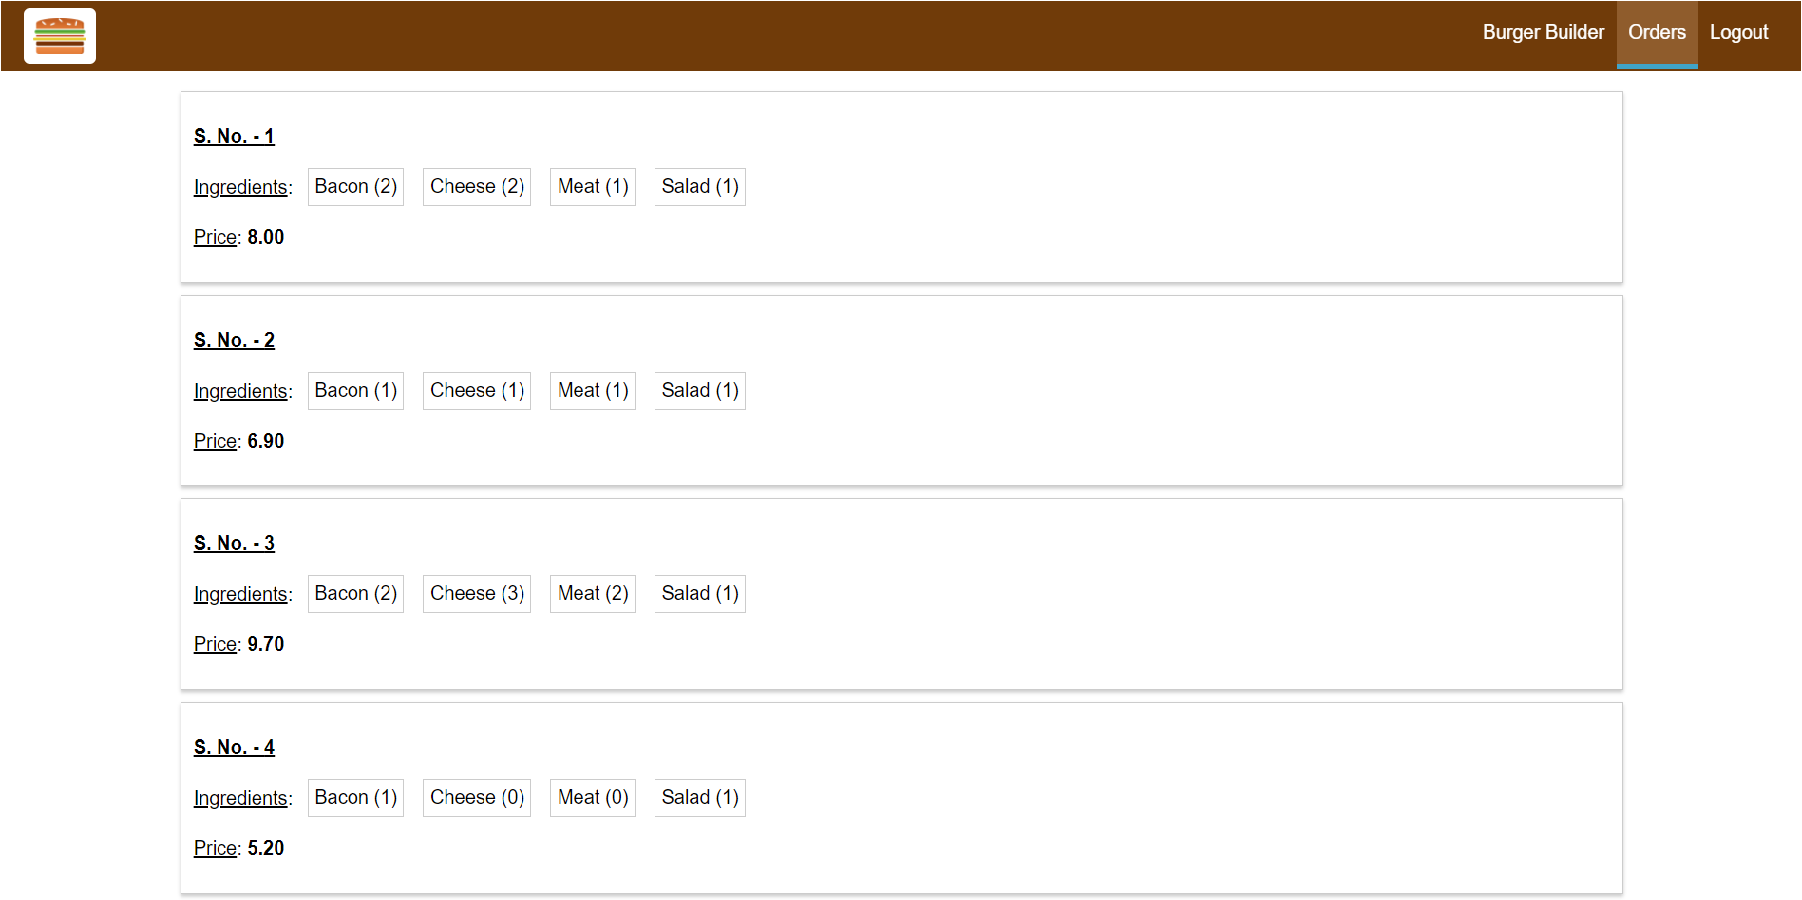 Burger Builder Orders Logout
S. No. - 1
Ingredients: Bacon (2) Cheese (2) Meat (1) Salad (1)
Price: 8.00
S. No. - 2
Ingredients: Bacon (1) Cheese (1) Meat (1) Salad (1)
Price: 6.90
S. No. - 3
Ingredients: Bacon (2) Cheese (3) Meat (2) Salad (1)
Price: 9.70
S. No. - 4
Ingredients: Bacon (1) Cheese (0) Meat (0) Salad (1)
Price: 5.20